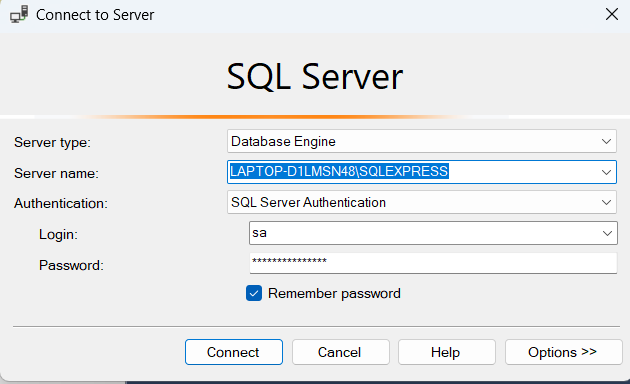 Connect to Server
SQL Server
Server type: Database Engine
Server name: LAPTOP-D1LMSN48\SQLEXPRESS
Authentication: SQL Server Authentication
Login: sa
Password: ***************
Remember password
Connect Cancel Help Options >>